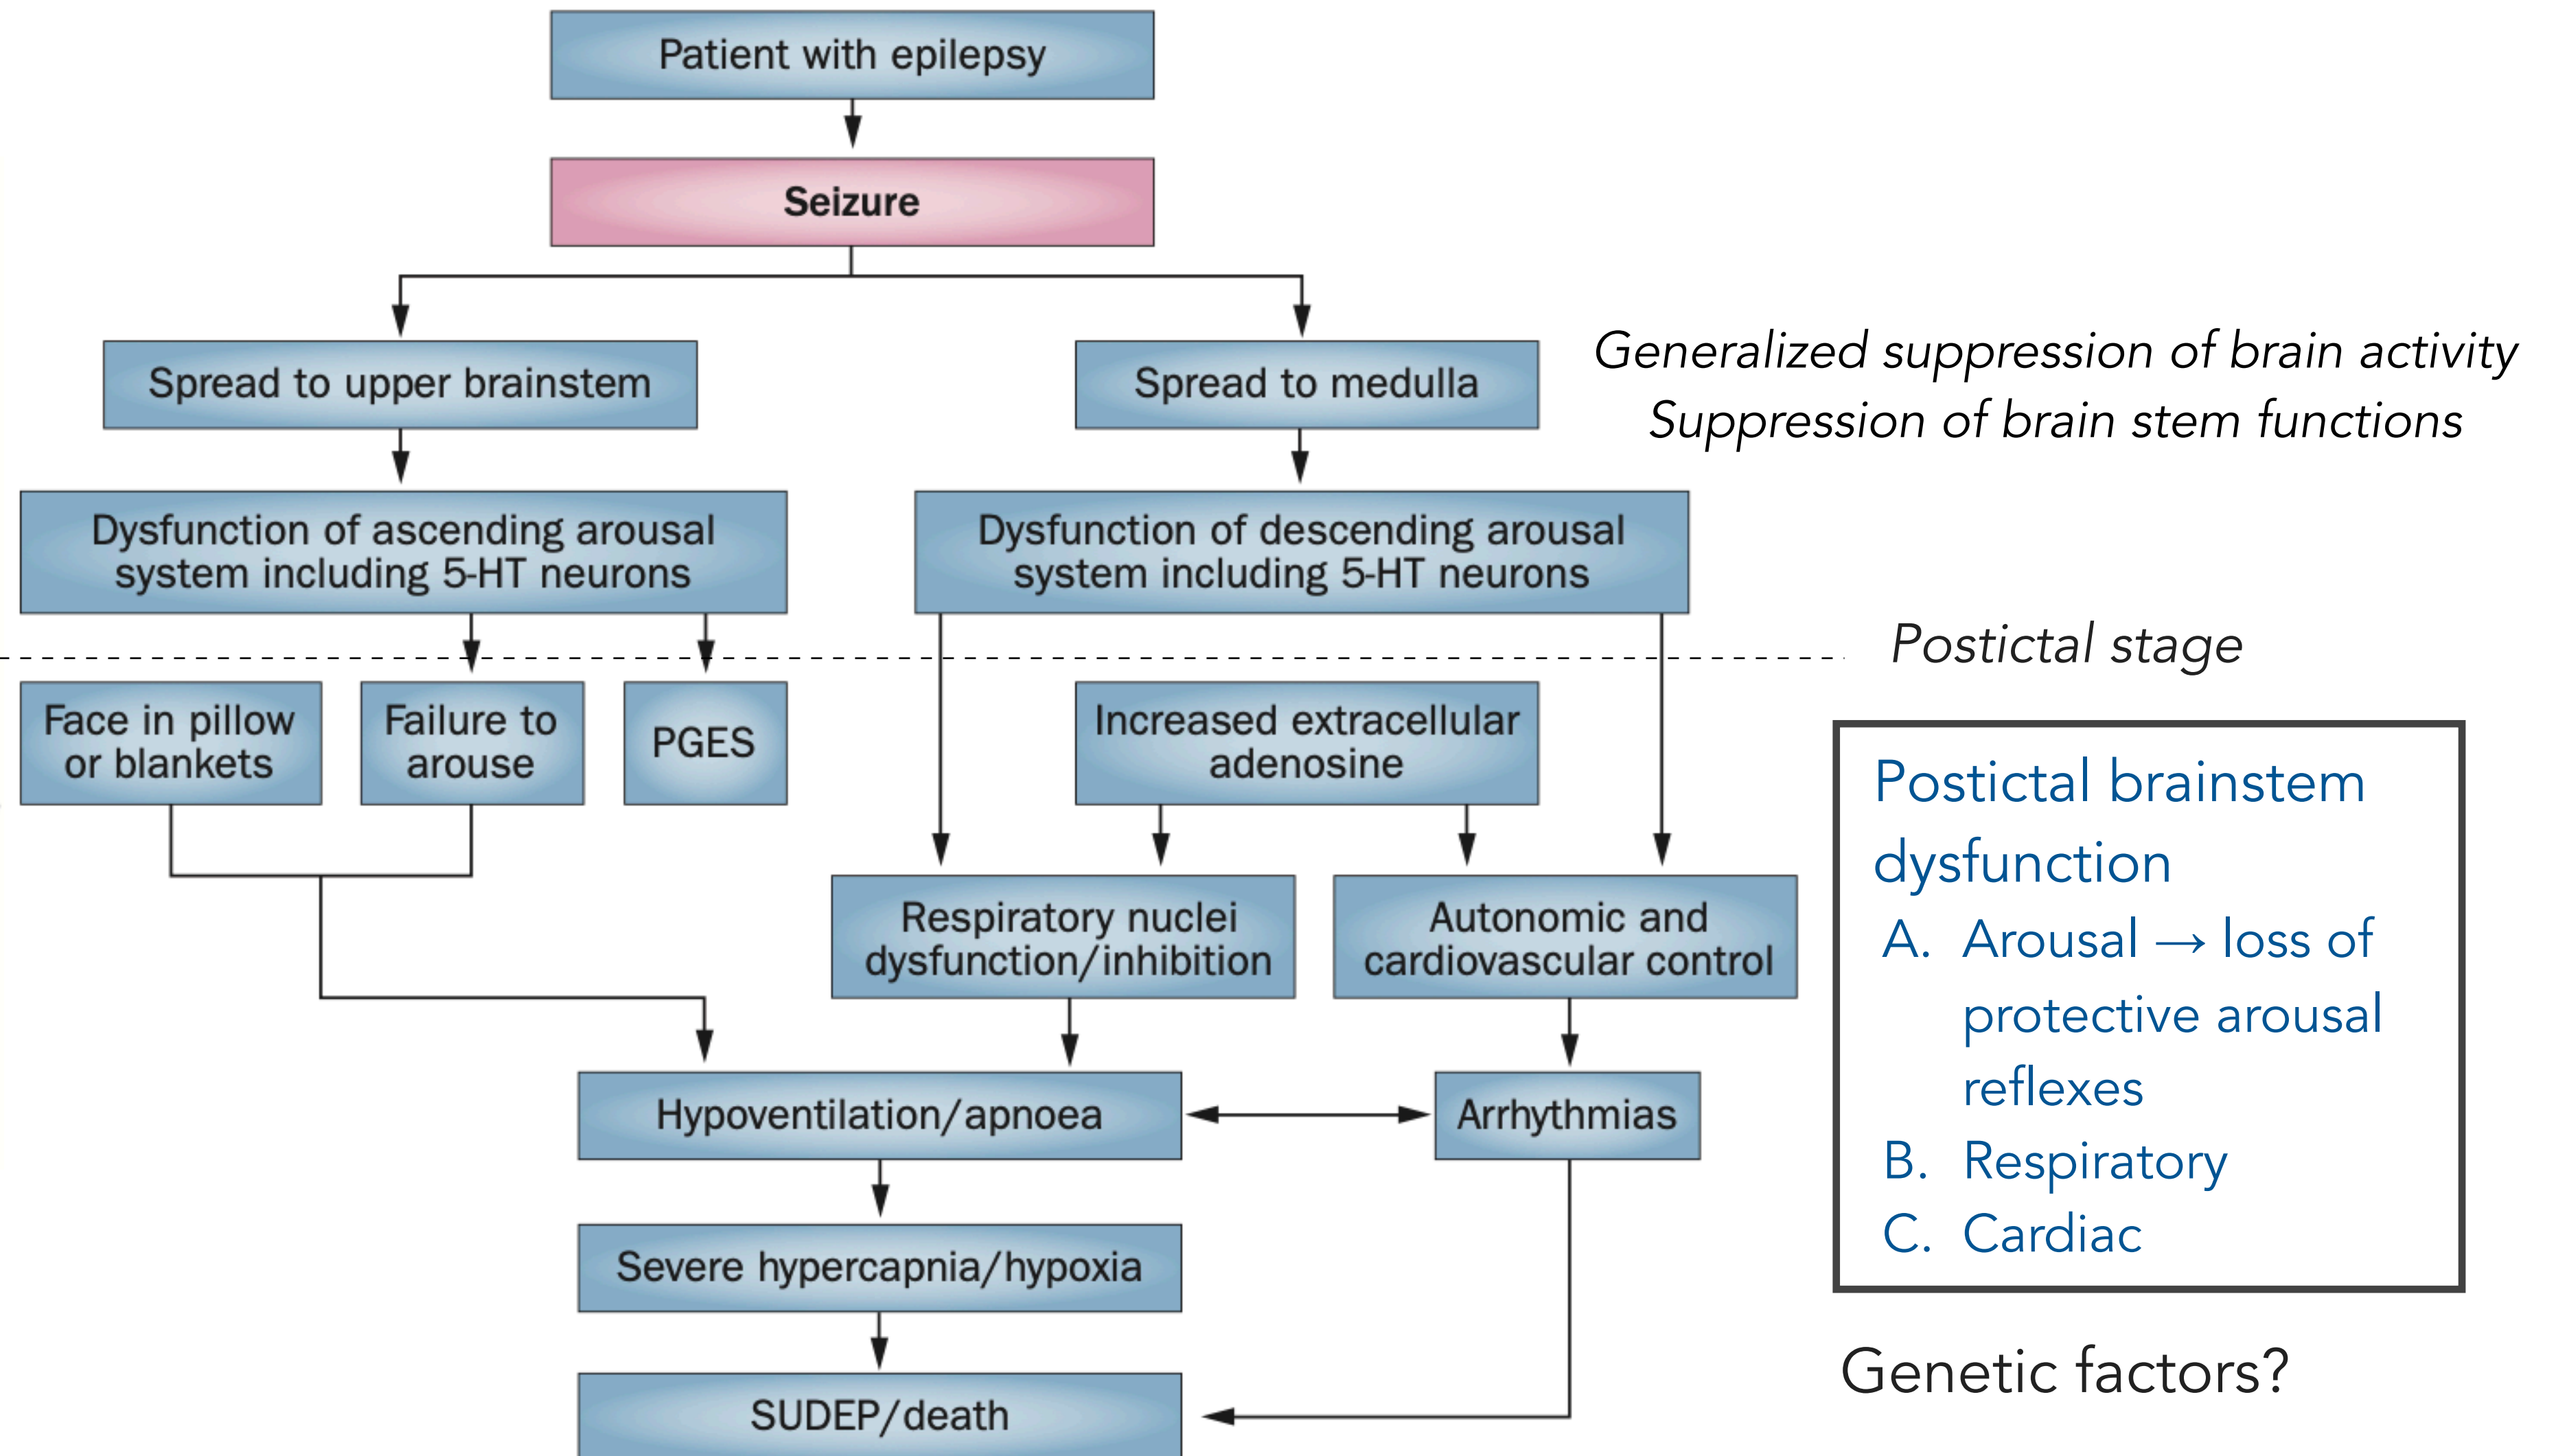 Patient with epilepsy
Seizure
Spread to upper brainstem
Spread to medulla
Generalized suppression of brain activity
Suppression of brain stem functions
Dysfunction of ascending arousal
system including 5-HT neurons
Dysfunction of descending arousal
system including 5-HT neurons
Postictal stage
Face in pillow
or blankets
Failure to
arouse
PGES
Increased extracellular
adenosine
Respiratory nuclei
dysfunction/inhibition
Autonomic and
cardiovascular control
Hypoventilation/apnoea
Arrhythmias
Severe hypercapnia/hypoxia
SUDEP/death
Postictal brainstem
dysfunction
A. Arousal → loss of
protective arousal
reflexes
B. Respiratory
C. Cardiac
Genetic factors?